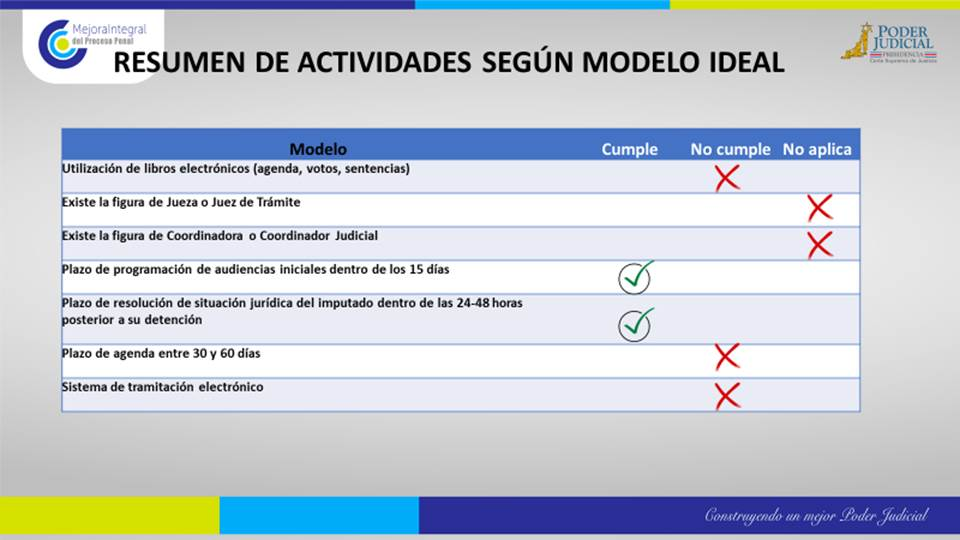 MejoraIntegral
del Proceso Penal
PODER
JUDICIAL
PRESIDENCIA
Corte Suprema de Justicia
RESUMEN DE ACTIVIDADES SEGÚN MODELO IDEAL
Modelo Cumple No cumple No aplica
Utilización de libros electrónicos (agenda, votos, sentencias)
Existe la figura de Jueza o Juez de Trámite
Existe la figura de Coordinadora o Coordinador Judicial
Plazo de programación de audiencias iniciales dentro de los 15 días
Plazo de resolución de situación jurídica del imputado dentro de las 24-48 horas
posterior a su detención
Plazo de agenda entre 30 y 60 días
Sistema de tramitación electrónico
Construyendo un mejor Poder Judicial